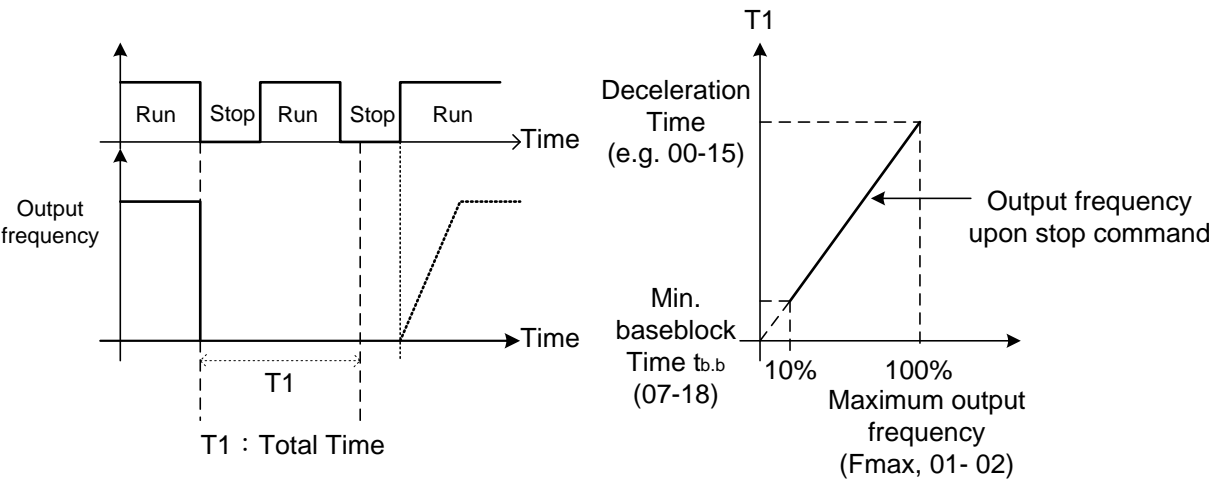 Run
Stop
Run
Stop
Run
Time
Output
frequency
Time
T1
T1：Total Time
T1
Deceleration
Time
(e.g. 00-15)
Output frequency
upon stop command
Min.
baseblock
Time tb.b
(07-18)
10%
100%
Maximum output
frequency
(Fmax, 01- 02)